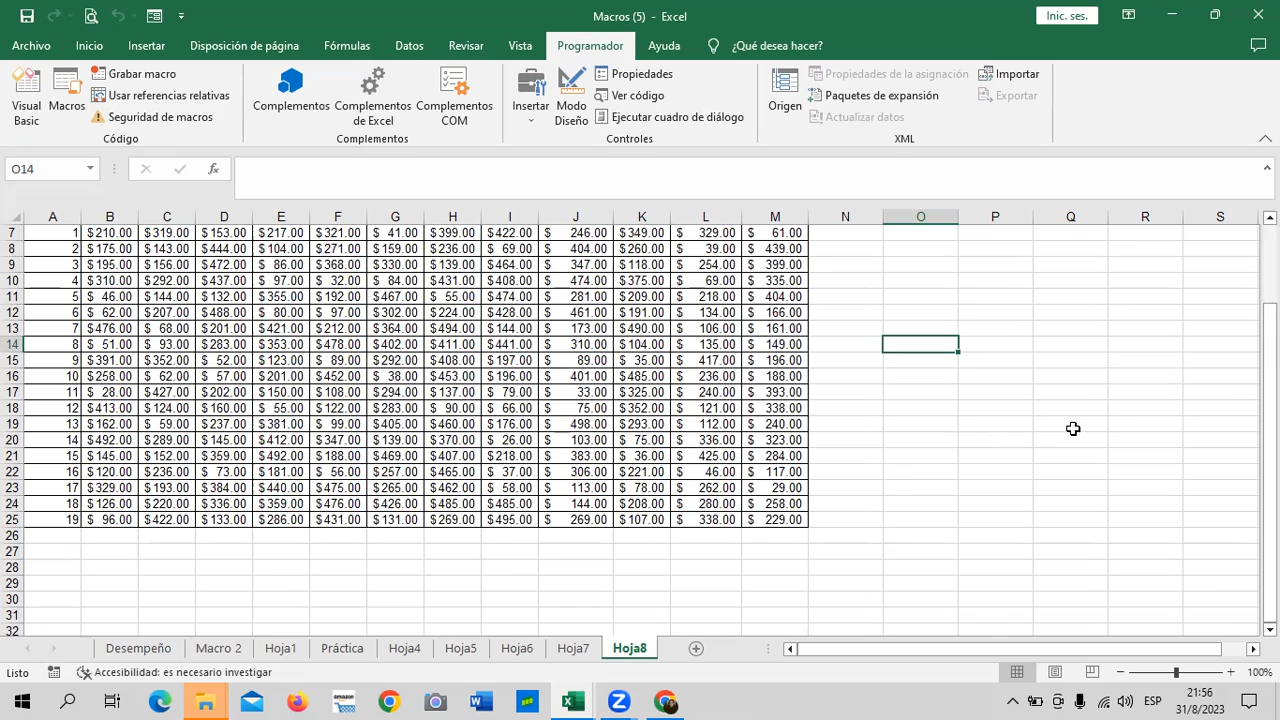 Macros (5) - Excel
Inic. ses.
Archivo Inicio Insertar Disposición de página Fórmulas Datos Revisar Vista Programador Ayuda ¿Qué desea hacer?
Visual Basic
Macros
Grabar macro
Usar referencias relativas
Seguridad de macros
Código
Complementos
Complementos de Excel
Complementos COM
Complementos
Insertar
Modo Diseño
Propiedades
Ver código
Ejecutar cuadro de diálogo
Controles
Origen
Propiedades de la asignación
Paquetes de expansión
Actualizar datos
Importar
Exportar
XML
O14
fx
A B C D E F G H I J K L M N O P Q R S
7 1 $210.00 $319.00 $153.00 $217.00 $321.00 $ 41.00 $399.00 $422.00 $ 246.00 $349.00 $ 329.00 $ 61.00
8 2 $175.00 $143.00 $444.00 $104.00 $271.00 $159.00 $236.00 $ 69.00 $ 404.00 $260.00 $ 39.00 $ 439.00
9 3 $195.00 $156.00 $472.00 $ 86.00 $368.00 $330.00 $139.00 $464.00 $ 347.00 $118.00 $ 254.00 $ 399.00
10 4 $310.00 $292.00 $437.00 $ 97.00 $ 32.00 $ 84.00 $431.00 $408.00 $ 474.00 $375.00 $ 69.00 $ 335.00
11 5 $ 46.00 $144.00 $132.00 $355.00 $192.00 $467.00 $ 55.00 $474.00 $ 281.00 $209.00 $ 218.00 $ 404.00
12 6 $ 62.00 $207.00 $488.00 $ 80.00 $ 97.00 $302.00 $224.00 $428.00 $ 461.00 $191.00 $ 134.00 $ 166.00
13 7 $476.00 $ 68.00 $201.00 $421.00 $212.00 $364.00 $494.00 $144.00 $ 173.00 $490.00 $ 106.00 $ 161.00
14 8 $ 51.00 $ 93.00 $283.00 $353.00 $478.00 $402.00 $411.00 $441.00 $ 310.00 $104.00 $ 135.00 $ 149.00
15 9 $391.00 $352.00 $ 52.00 $123.00 $ 89.00 $292.00 $408.00 $197.00 $ 89.00 $ 35.00 $ 417.00 $ 196.00
16 10 $258.00 $ 62.00 $ 57.00 $201.00 $452.00 $ 38.00 $453.00 $196.00 $ 401.00 $485.00 $ 236.00 $ 188.00
17 11 $ 28.00 $427.00 $202.00 $150.00 $108.00 $294.00 $137.00 $ 79.00 $ 33.00 $325.00 $ 240.00 $ 393.00
18 12 $413.00 $124.00 $160.00 $ 55.00 $122.00 $283.00 $ 90.00 $ 66.00 $ 75.00 $352.00 $ 121.00 $ 338.00
19 13 $162.00 $ 59.00 $237.00 $381.00 $ 99.00 $405.00 $460.00 $176.00 $ 498.00 $293.00 $ 112.00 $ 240.00
20 14 $492.00 $289.00 $145.00 $412.00 $347.00 $139.00 $370.00 $ 26.00 $ 103.00 $ 75.00 $ 336.00 $ 323.00
21 15 $145.00 $152.00 $359.00 $492.00 $188.00 $469.00 $407.00 $218.00 $ 383.00 $ 36.00 $ 425.00 $ 284.00
22 16 $120.00 $236.00 $ 73.00 $181.00 $ 56.00 $257.00 $465.00 $ 37.00 $ 306.00 $221.00 $ 46.00 $ 117.00
23 17 $329.00 $193.00 $384.00 $440.00 $475.00 $265.00 $462.00 $ 58.00 $ 113.00 $ 78.00 $ 262.00 $ 29.00
24 18 $126.00 $220.00 $336.00 $359.00 $476.00 $426.00 $485.00 $485.00 $ 144.00 $208.00 $ 280.00 $ 258.00
25 19 $ 96.00 $422.00 $133.00 $286.00 $431.00 $131.00 $269.00 $495.00 $ 269.00 $107.00 $ 338.00 $ 229.00
26
27
28
29
30
31
32
Desempeño Macro 2 Hoja1 Práctica Hoja4 Hoja5 Hoja6 Hoja7 Hoja8
Listo Accesibilidad: es necesario investigar 100%
amazon
ESP
21:56
31/8/2023